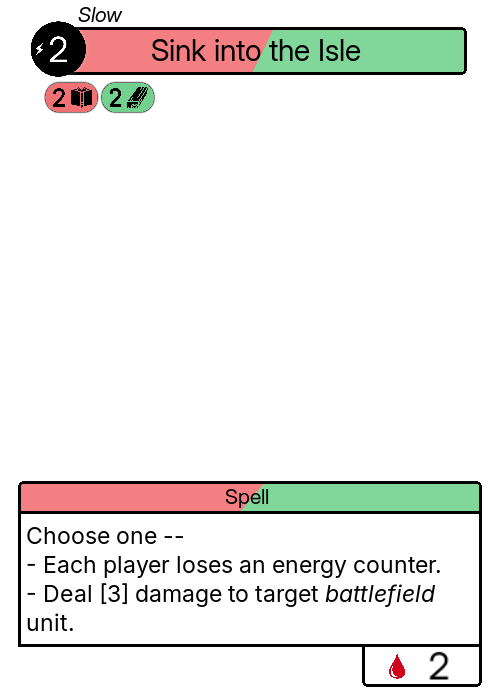 Slow
2 Sink into the Isle
2 2
Spell
Choose one --
- Each player loses an energy counter.
- Deal [3] damage to target battlefield
unit.
2